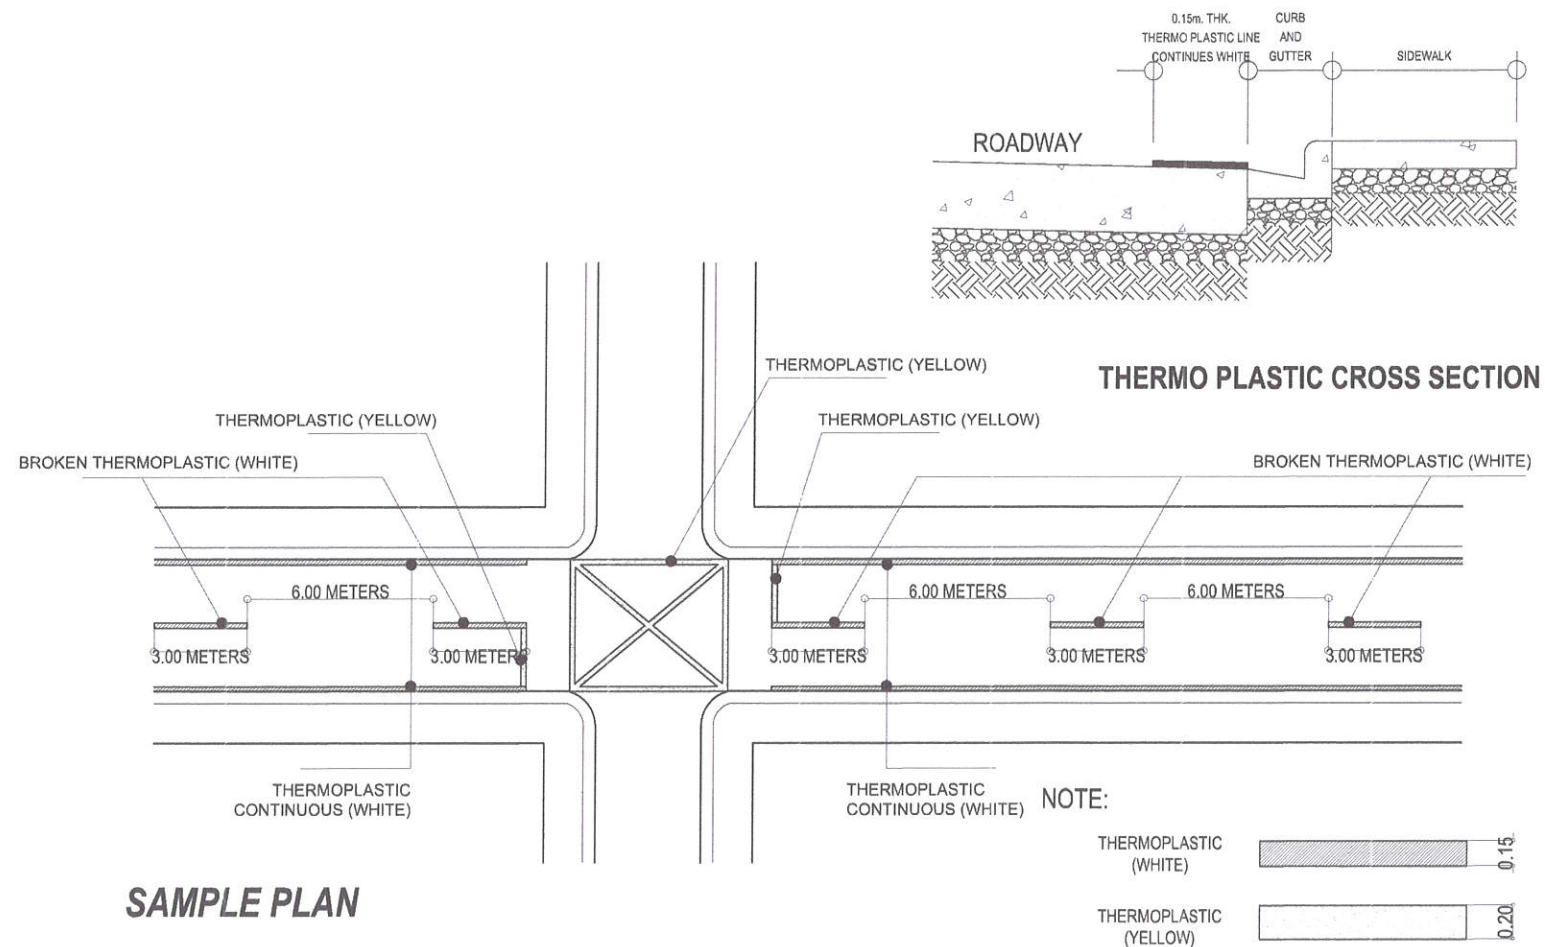 0.15m. THK.
THERMO PLASTIC LINE
CONTINUES WHITE
CURB
AND
GUTTER
SIDEWALK
ROADWAY
THERMO PLASTIC CROSS SECTION
THERMOPLASTIC (YELLOW)
THERMOPLASTIC (YELLOW)
THERMOPLASTIC (YELLOW)
BROKEN THERMOPLASTIC (WHITE)
BROKEN THERMOPLASTIC (WHITE)
6.00 METERS
6.00 METERS
6.00 METERS
3.00 METERS
3.00 METERS
3.00 METERS
3.00 METERS
3.00 METERS
THERMOPLASTIC
CONTINUOUS (WHITE)
THERMOPLASTIC
CONTINUOUS (WHITE)
NOTE:
THERMOPLASTIC
(WHITE)
0.15
THERMOPLASTIC
(YELLOW)
0.20
SAMPLE PLAN